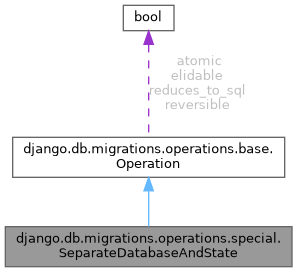 bool
atomic
elidable
reduces_to_sql
reversible
django.db.migrations.operations.base.
Operation
django.db.migrations.operations.special.
SeparateDatabaseAndState